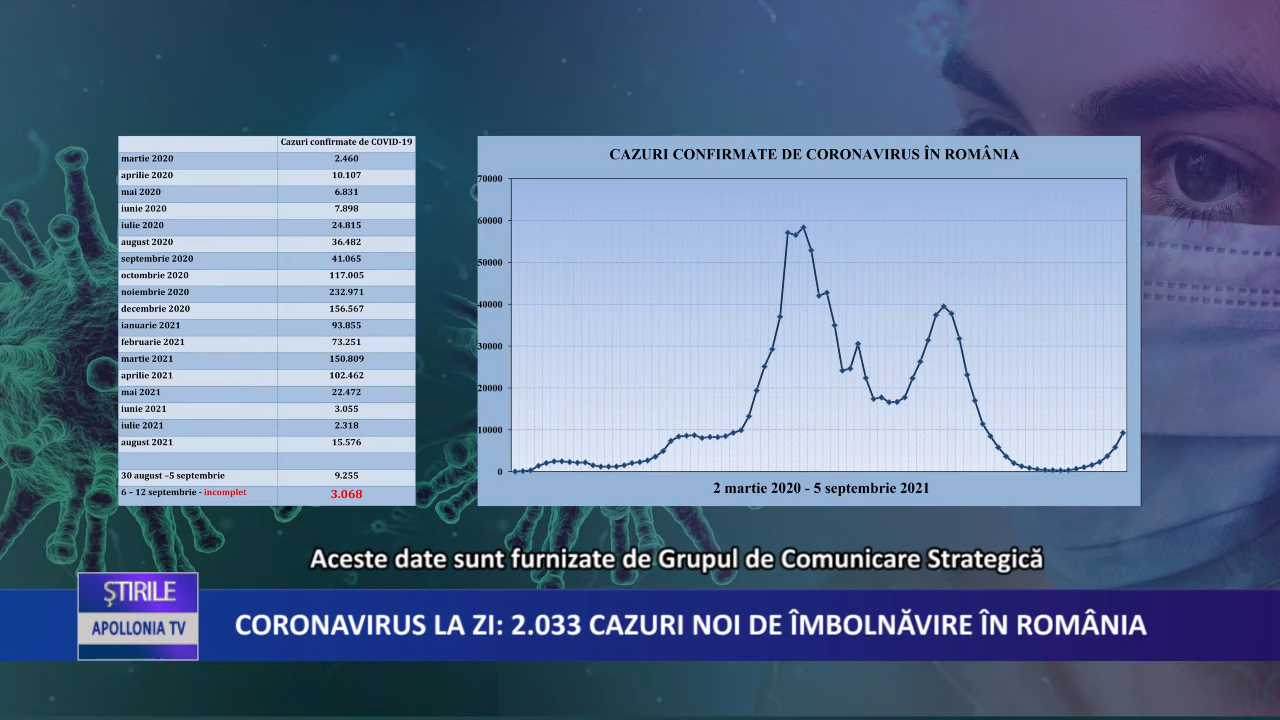 Cazuri confirmate de COVID-19
martie 2020 2.460
aprilie 2020 10.107
mai 2020 6.831
iunie 2020 7.898
iulie 2020 24.815
august 2020 36.482
septembrie 2020 41.065
octombrie 2020 117.005
noiembrie 2020 232.971
decembrie 2020 156.567
ianuarie 2021 93.855
februarie 2021 73.251
martie 2021 150.809
aprilie 2021 102.462
mai 2021 22.472
iunie 2021 3.055
iulie 2021 2.318
august 2021 15.576
30 august –5 septembrie 9.255
6 – 12 septembrie - incomplet 3.068
CAZURI CONFIRMATE DE CORONAVIRUS ÎN ROMÂNIA
70000
60000
50000
40000
30000
20000
10000
0
2 martie 2020 - 5 septembrie 2021
Aceste date sunt furnizate de Grupul de Comunicare Strategică
ȘTIRILE
APOLLONIA TV
CORONAVIRUS LA ZI: 2.033 CAZURI NOI DE ÎMBOLNĂVIRE ÎN ROMÂNIA